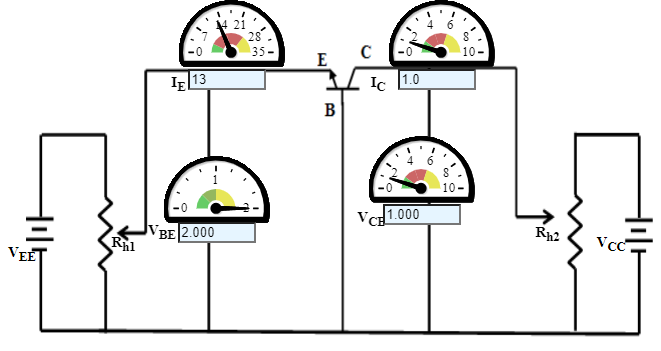 7 14 21 28
0 35
I_E 13
E
C
B
2 4 6 8
0 10
I_C 1.0
1
0 2
V_BE 2.000
2 4 6 8
0 10
V_CE 1.000
V_EE
R_h1
R_h2
V_CC